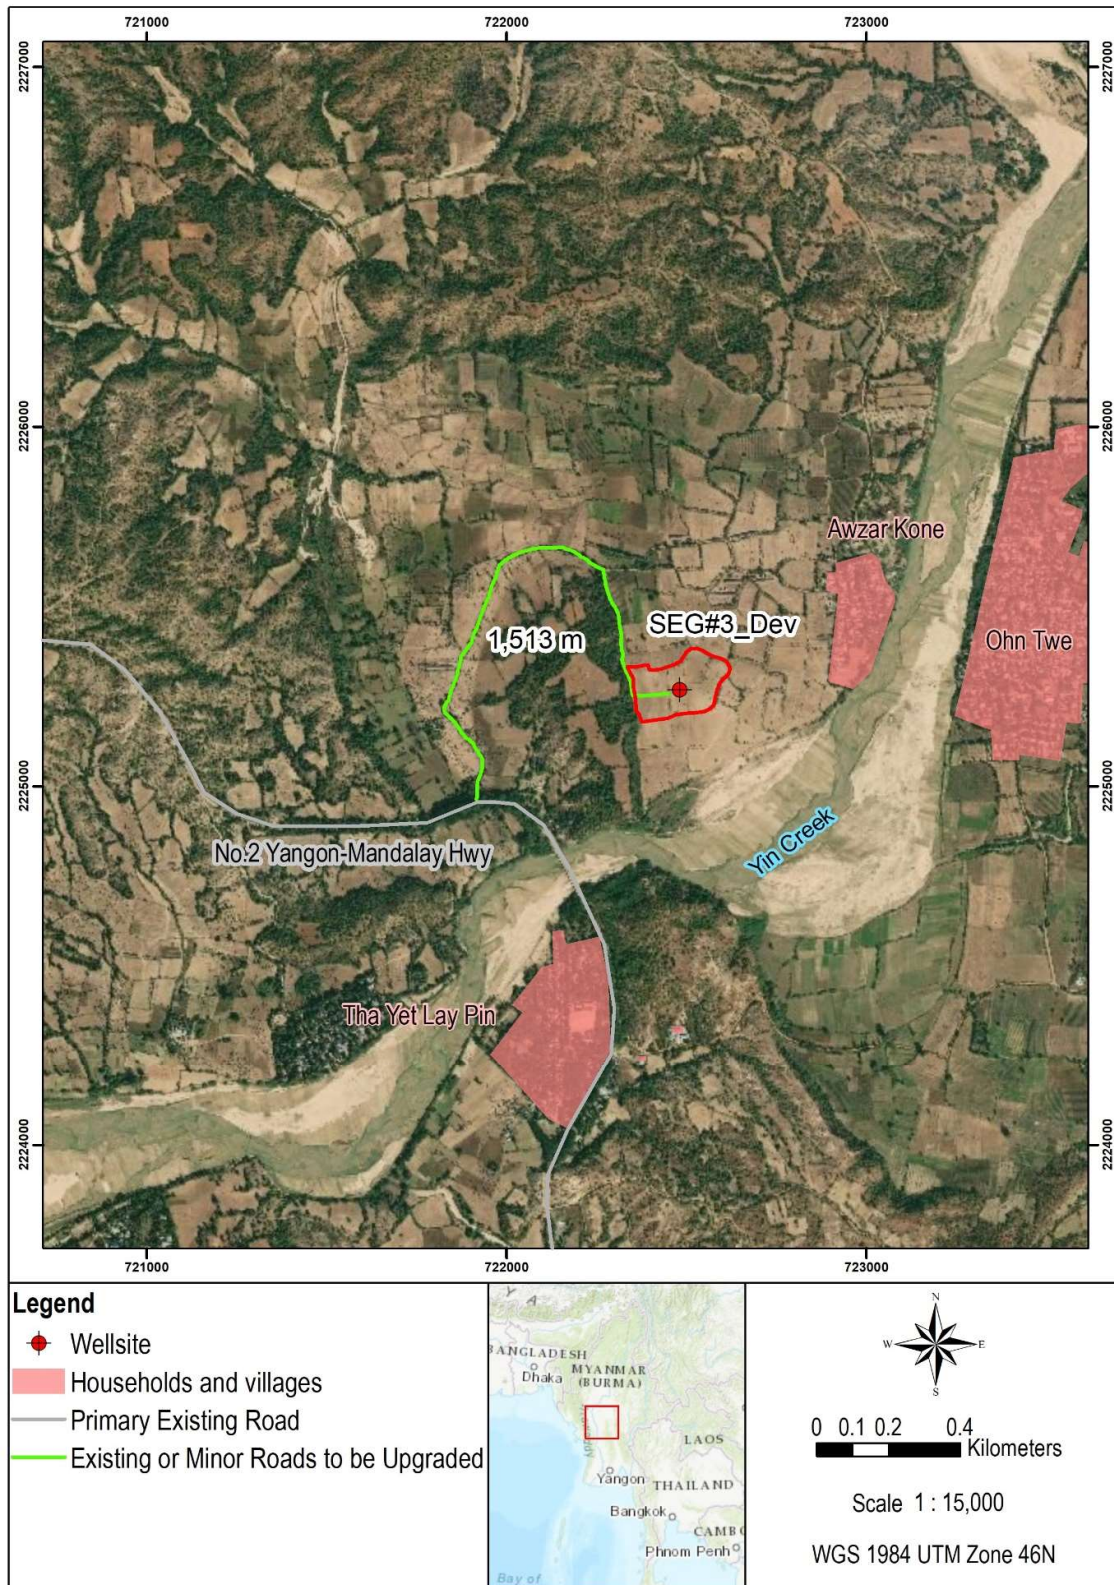 721000
722000
723000
2227000
2227000
2226000
2226000
Awzar Kone
SEG#3_Dev
1,513 m
Ohn Twe
2225000
2225000
Yin Creek
No.2 Yangon-Mandalay Hwy
Tha Yet Lay Pin
2224000
2224000
721000
722000
723000
Legend
Wellsite
Households and villages
Primary Existing Road
Existing or Minor Roads to be Upgraded
Y A
BANGLADESH
Dhaka
MYANMAR
(BURMA)
LAOS
Yangon
THAILAND
Bangkok
CAMBO
Phnom Penh
Bay of
N
W
E
S
0 0.1 0.2 0.4
Kilometers
Scale 1 : 15,000
WGS 1984 UTM Zone 46N